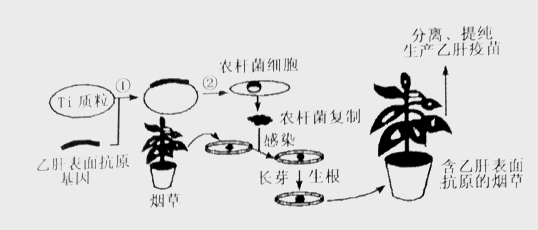 分离、提纯
生产乙肝疫苗
农杆菌细胞
①
②
Ti 质粒
农杆菌复制
感染
乙肝表面抗原
基因
长芽
生根
含乙肝表面
抗原的烟草
烟草